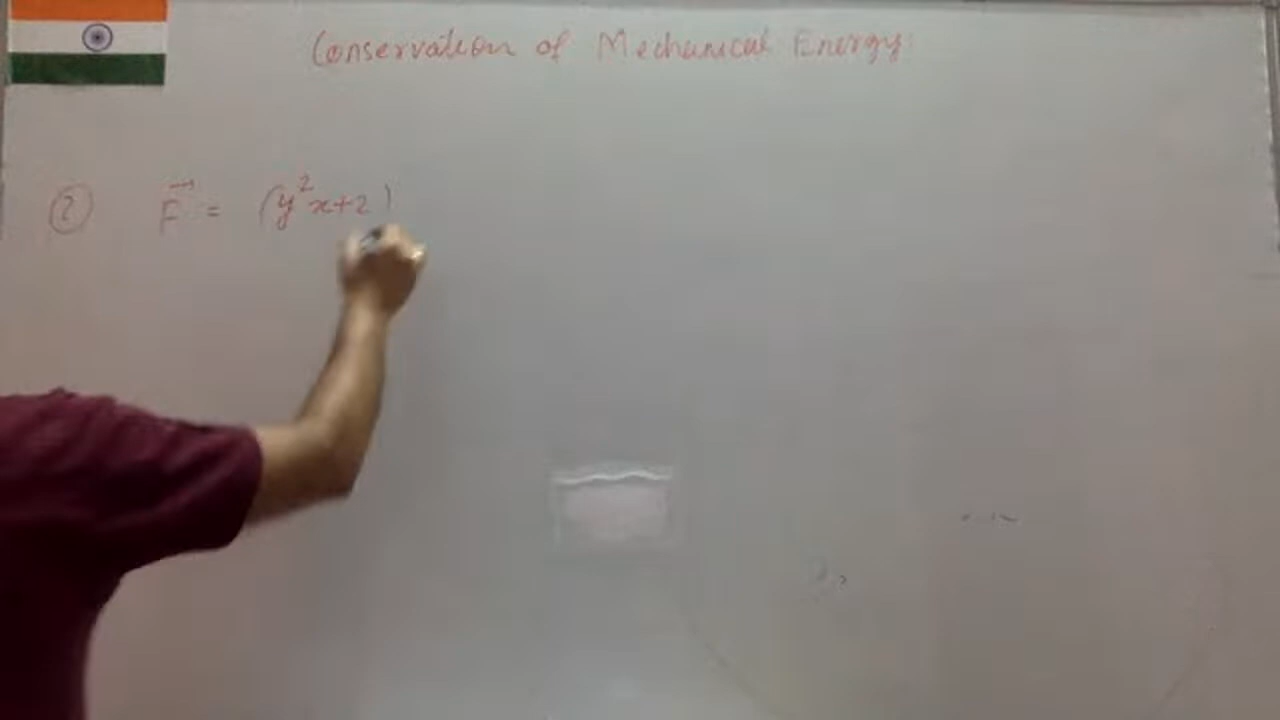 Conservation of Mechanical Energy
② F⃗ = (y²x+2)